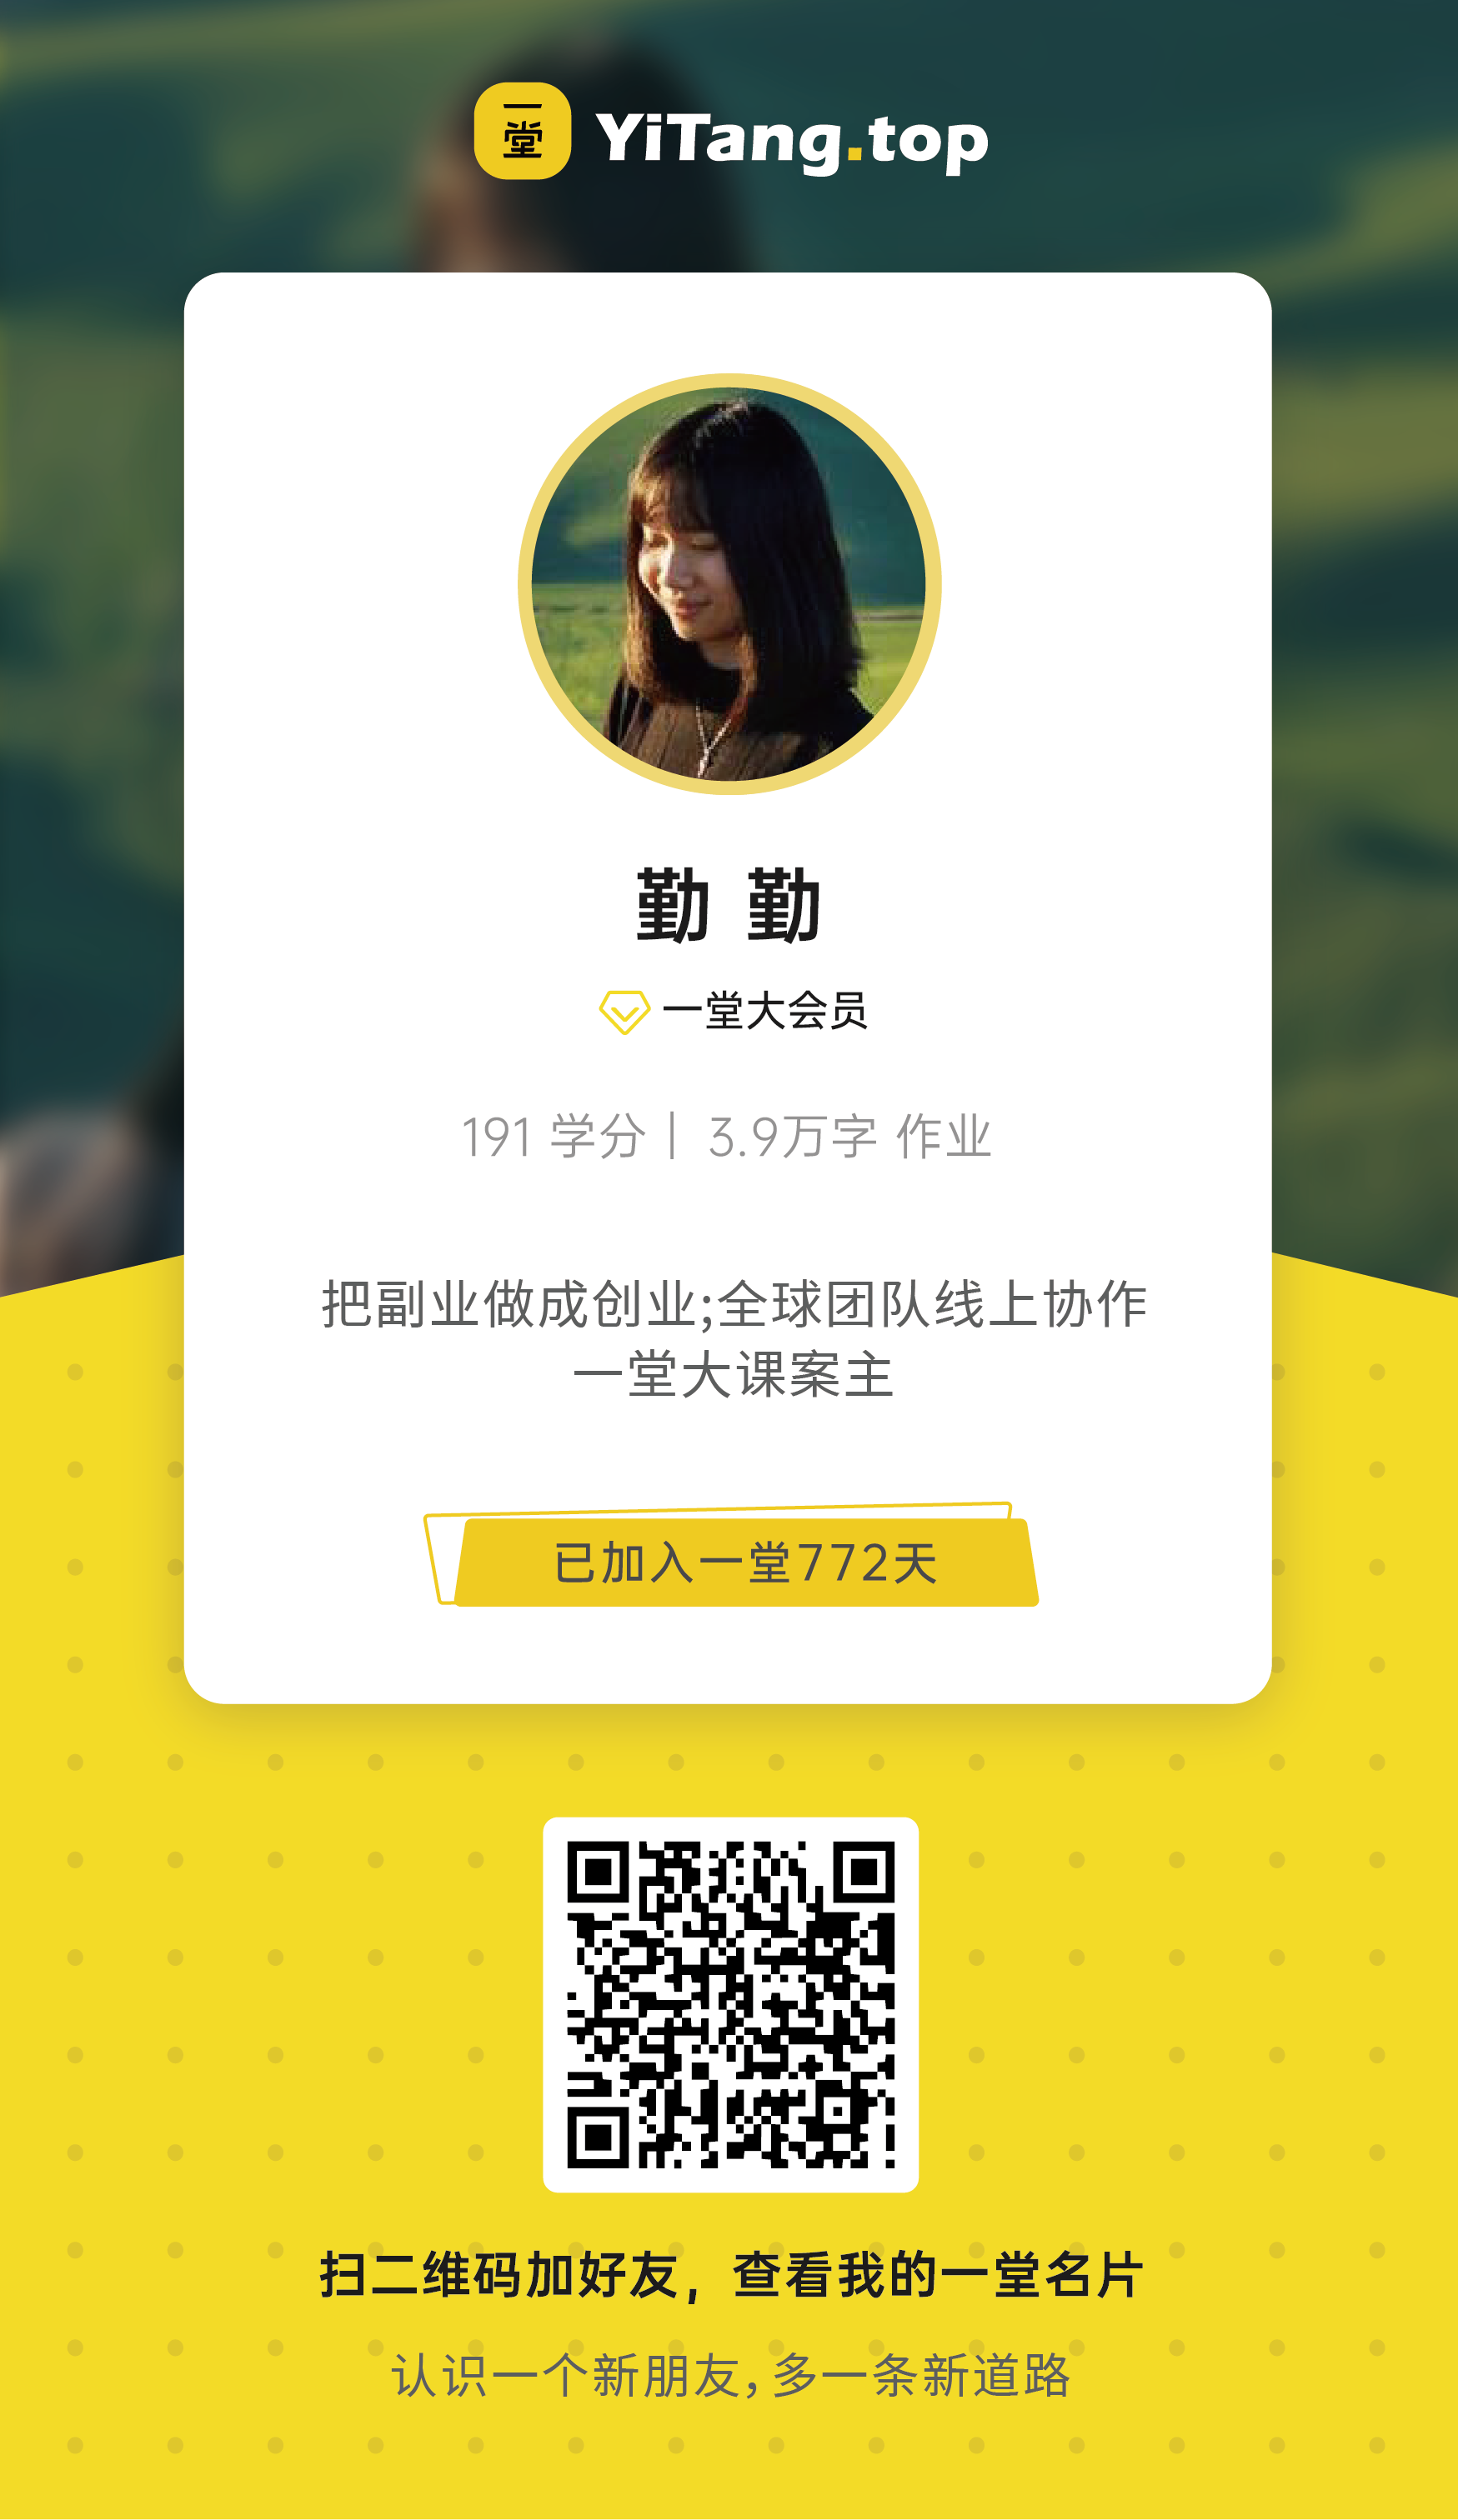 一堂 YiTang.top
勤 勤
一堂大会员
191 学分｜ 3.9万字 作业
把副业做成创业;全球团队线上协作
一堂大课案主
已加入一堂772天
扫二维码加好友，查看我的一堂名片
认识一个新朋友，多一条新道路